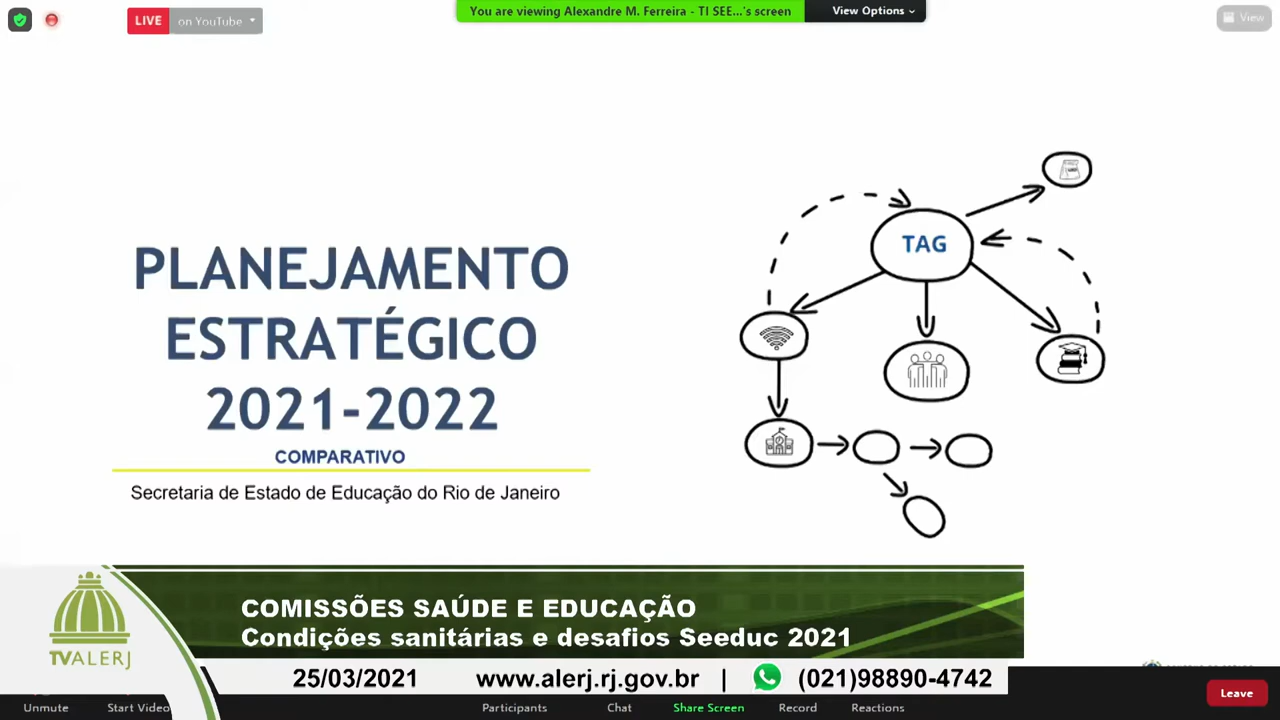 LIVE on YouTube
You are viewing Alexandre M. Ferreira - TI SEE...'s screen
View Options
View
TAG
PLANEJAMENTO
ESTRATÉGICO
2021-2022
COMPARATIVO
Secretaria de Estado de Educação do Rio de Janeiro
COMISSÕES SAÚDE E EDUCAÇÃO
Condições sanitárias e desafios Seeduc 2021
TVALERJ
25/03/2021 www.alerj.rj.gov.br | (021)98890-4742
Unmute
Start Video
Participants
Chat
Share Screen
Record
Reactions
Leave